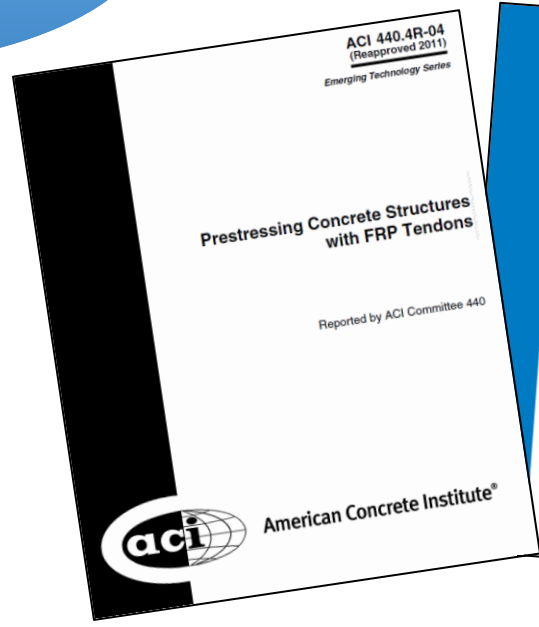 ACI 440.4R-04
(Reapproved 2011)
Emerging Technology Series
Prestressing Concrete Structures
with FRP Tendons
Reported by ACI Committee 440
aci
American Concrete Institute®